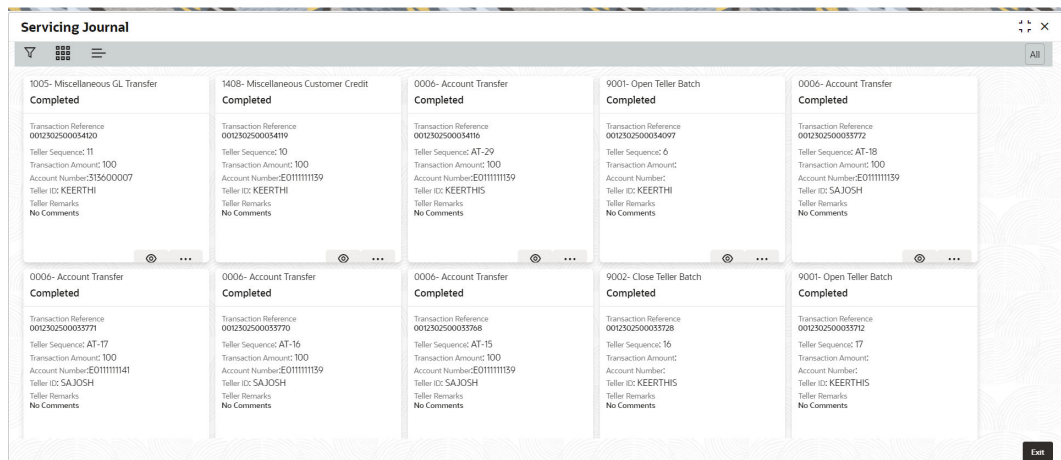 Servicing Journal
All
1005- Miscellaneous GL Transfer
Completed
Transaction Reference
0012302500034120
Teller Sequence: 11
Transaction Amount: 100
Account Number:313600007
Teller ID: KEERTHI
Teller Remarks
No Comments
1408- Miscellaneous Customer Credit
Completed
Transaction Reference
0012302500034119
Teller Sequence: 10
Transaction Amount: 100
Account Number:E0111111139
Teller ID: KEERTHI
Teller Remarks
No Comments
0006- Account Transfer
Completed
Transaction Reference
0012302500034116
Teller Sequence: AT-29
Transaction Amount: 100
Account Number:E0111111139
Teller ID: KEERTHIS
Teller Remarks
No Comments
9001- Open Teller Batch
Completed
Transaction Reference
0012302500034097
Teller Sequence: 6
Transaction Amount:
Account Number:
Teller ID: KEERTHI
Teller Remarks
No Comments
0006- Account Transfer
Completed
Transaction Reference
0012302500033772
Teller Sequence: AT-18
Transaction Amount: 100
Account Number:E0111111139
Teller ID: SAJOSH
Teller Remarks
No Comments
0006- Account Transfer
Completed
Transaction Reference
0012302500033771
Teller Sequence: AT-17
Transaction Amount: 100
Account Number:E0111111141
Teller ID: SAJOSH
Teller Remarks
No Comments
0006- Account Transfer
Completed
Transaction Reference
0012302500033770
Teller Sequence: AT-16
Transaction Amount: 100
Account Number:E0111111139
Teller ID: SAJOSH
Teller Remarks
No Comments
0006- Account Transfer
Completed
Transaction Reference
0012302500033768
Teller Sequence: AT-15
Transaction Amount: 100
Account Number:E0111111139
Teller ID: SAJOSH
Teller Remarks
No Comments
9002- Close Teller Batch
Completed
Transaction Reference
0012302500033728
Teller Sequence: 16
Transaction Amount:
Account Number:
Teller ID: KEERTHIS
Teller Remarks
No Comments
9001- Open Teller Batch
Completed
Transaction Reference
0012302500033712
Teller Sequence: 17
Transaction Amount:
Account Number:
Teller ID: KEERTHIS
Teller Remarks
No Comments
Exit